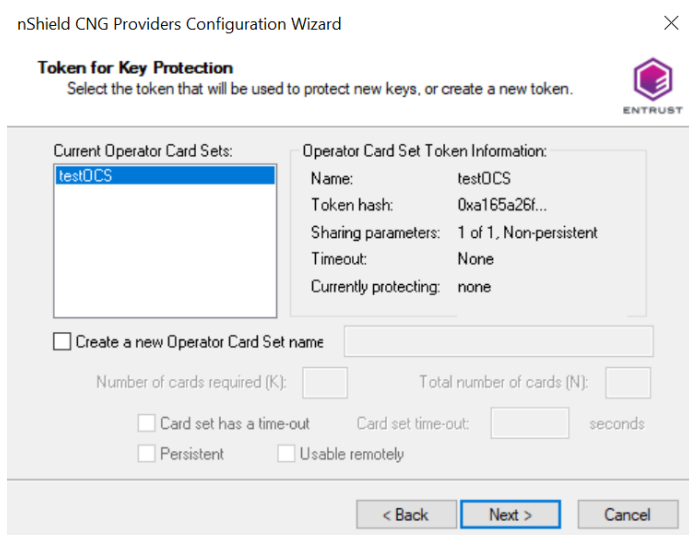 nShield CNG Providers Configuration Wizard
Token for Key Protection
Select the token that will be used to protect new keys, or create a new token.
ENTRUST
Current Operator Card Sets:
testOCS
Operator Card Set Token Information:
Name: testOCS
Token hash: 0xa165a26f...
Sharing parameters: 1 of 1, Non-persistent
Timeout: None
Currently protecting: none
Create a new Operator Card Set name
Number of cards required (K): Total number of cards (N):
Card set has a time-out Card set time-out: seconds
Persistent Usable remotely
< Back Next > Cancel